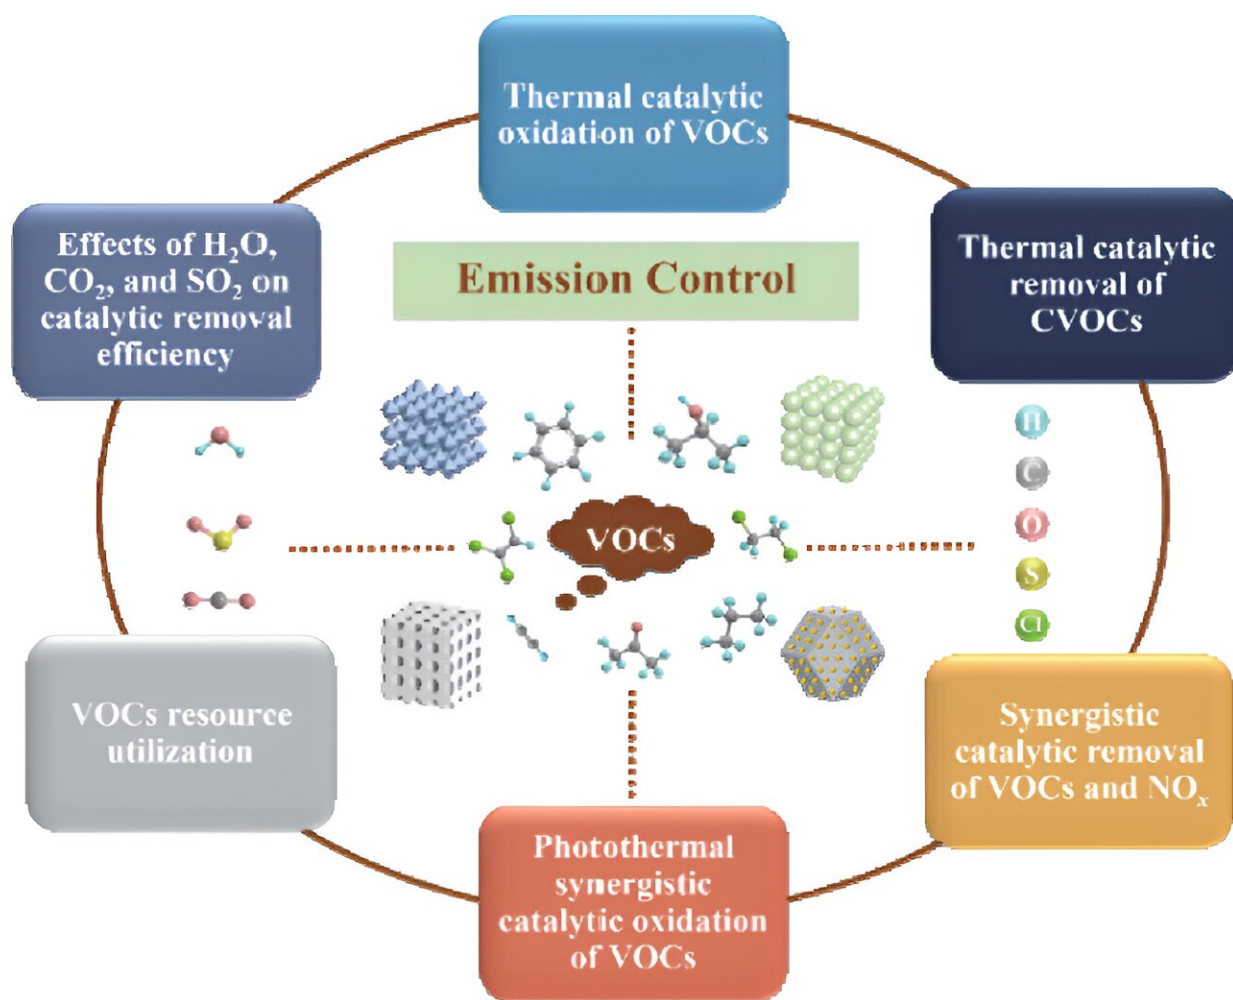 Thermal catalytic
oxidation of VOCs
Effects of H₂O,
CO₂, and SO₂ on
catalytic removal
efficiency
Emission Control
Thermal catalytic
removal of
CVOCs
H
C
O
S
Cl
VOCs
VOCs resource
utilization
Synergistic
catalytic removal
of VOCs and NOₓ
Photothermal
synergistic
catalytic oxidation
of VOCs